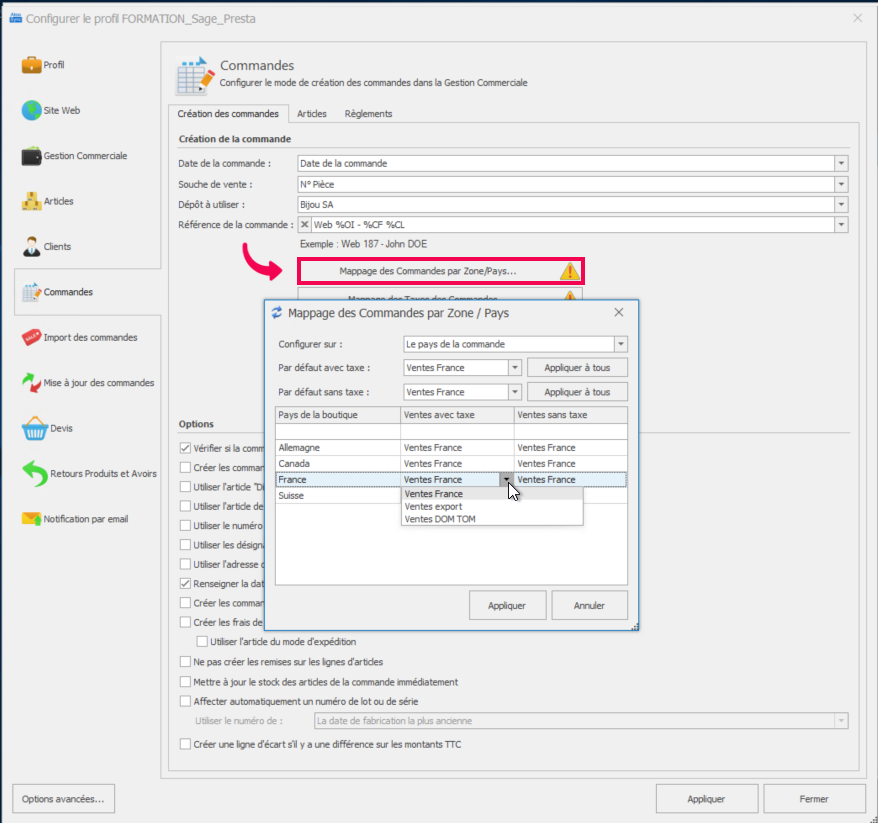 Configurer le profil FORMATION_Sage_Presta
Profil
Site Web
Gestion Commerciale
Articles
Clients
Commandes
Import des commandes
Mise à jour des commandes
Devis
Retours Produits et Avoirs
Notification par email
Commandes
Configurer le mode de création des commandes dans la Gestion Commerciale
Création des commandes Articles Règlements
Création de la commande
Date de la commande : Date de la commande
Souche de vente : N° Pièce
Dépôt à utiliser : Bijou SA
Référence de la commande : Web %OI - %CF %CL
Exemple : Web 187 - John DOE
Mappage des Commandes par Zone/Pays...
Mappage des Taxes des Commandes
Mappage des Commandes par Zone / Pays
Configurer sur : Le pays de la commande
Par défaut avec taxe : Ventes France Appliquer à tous
Par défaut sans taxe : Ventes France Appliquer à tous
Pays de la boutique Ventes avec taxe Ventes sans taxe
Allemagne Ventes France Ventes France
Canada Ventes France Ventes France
France Ventes France Ventes France
Suisse
Ventes France
Ventes export
Ventes DOM TOM
Appliquer Annuler
Options
Vérifier si la comm
Créer les comman
Utiliser l'article "Di
Utiliser l'article de
Utiliser le numéro
Utiliser les désigna
Utiliser l'adresse
Renseigner la dat
Créer les comman
Créer les frais de
Utiliser l'article du mode d'expédition
Ne pas créer les remises sur les lignes d'articles
Mettre à jour le stock des articles de la commande immédiatement
Affecter automatiquement un numéro de lot ou de série
Utiliser le numéro de : La date de fabrication la plus ancienne
Créer une ligne d'écart s'il y a une différence sur les montants TTC
Options avancées... Appliquer Fermer